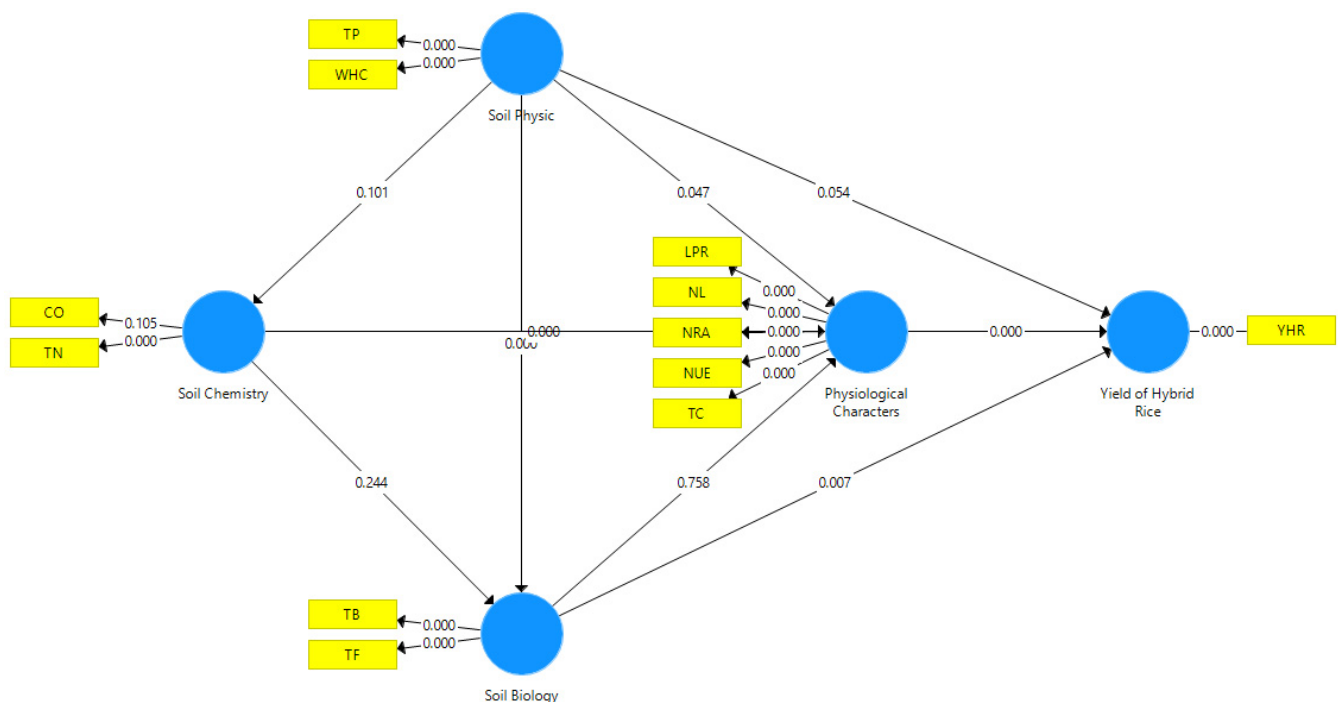 TP
0.000
WHC
0.000
Soil Physic
0.101
0.047
0.054
LPR
0.000
NL
0.000
NRA
0.000
NUE
0.000
TC
0.000
CO
0.105
TN
0.000
Soil Chemistry
0.000
0.000
Physiological
Characters
0.000
Yield of Hybrid
Rice
0.000
YHR
0.244
0.758
0.007
TB
0.000
TF
0.000
Soil Biology